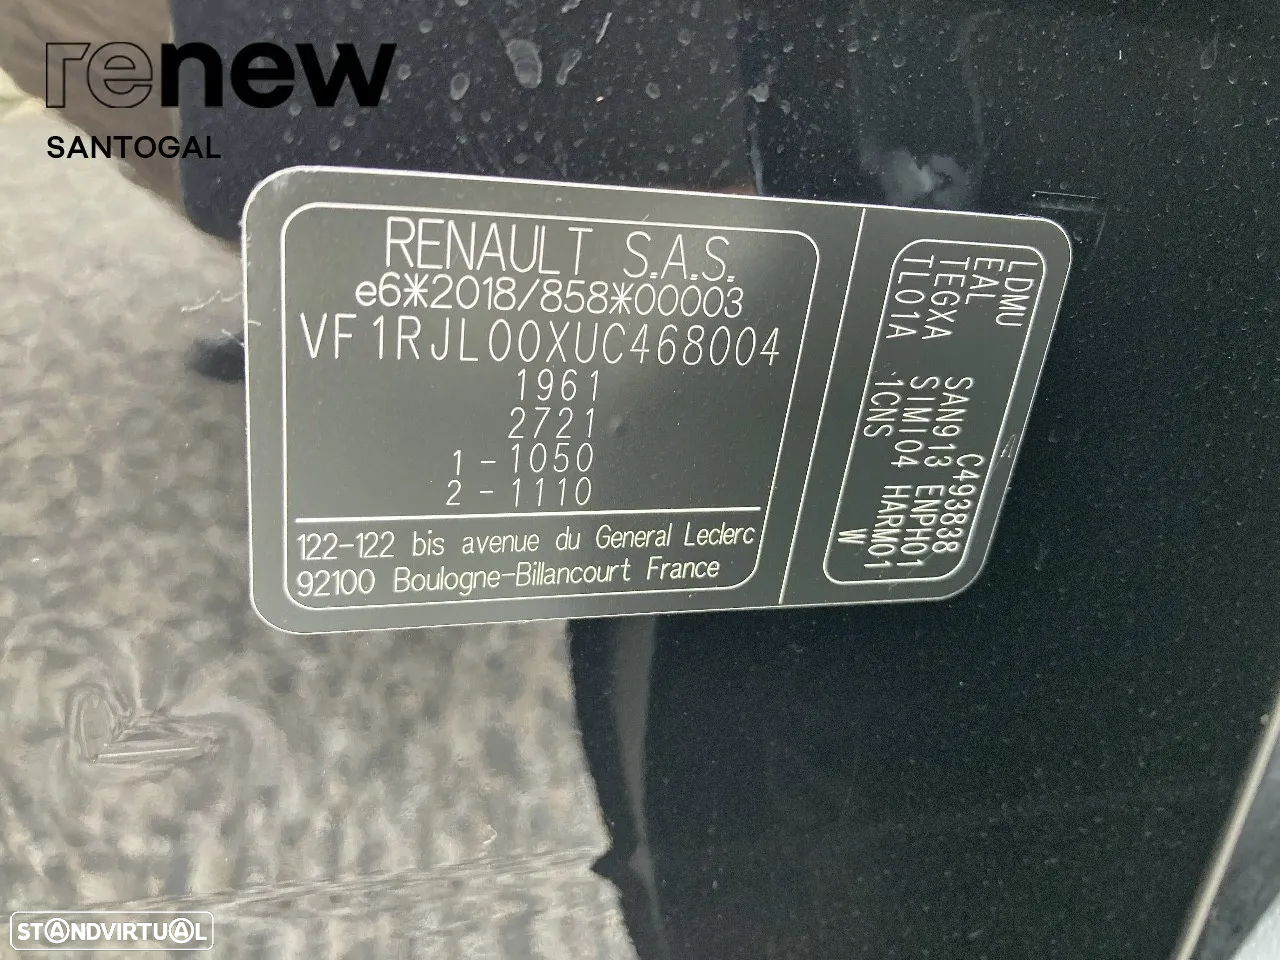 renew
SANTOGAL
RENAULT S.A.S.
e6*2018/858*00003
VF1RJL00XUC468004
1961
2721
1-1050
2-1110
122-122 bis avenue du General Leclerc
92100 Boulogne-Billancourt France
LDMU
EAL C493838
TEGXA SAN913 ENPH01
TL01A SIMI04 HARM01
1CNS W
STANDVIRTUAL